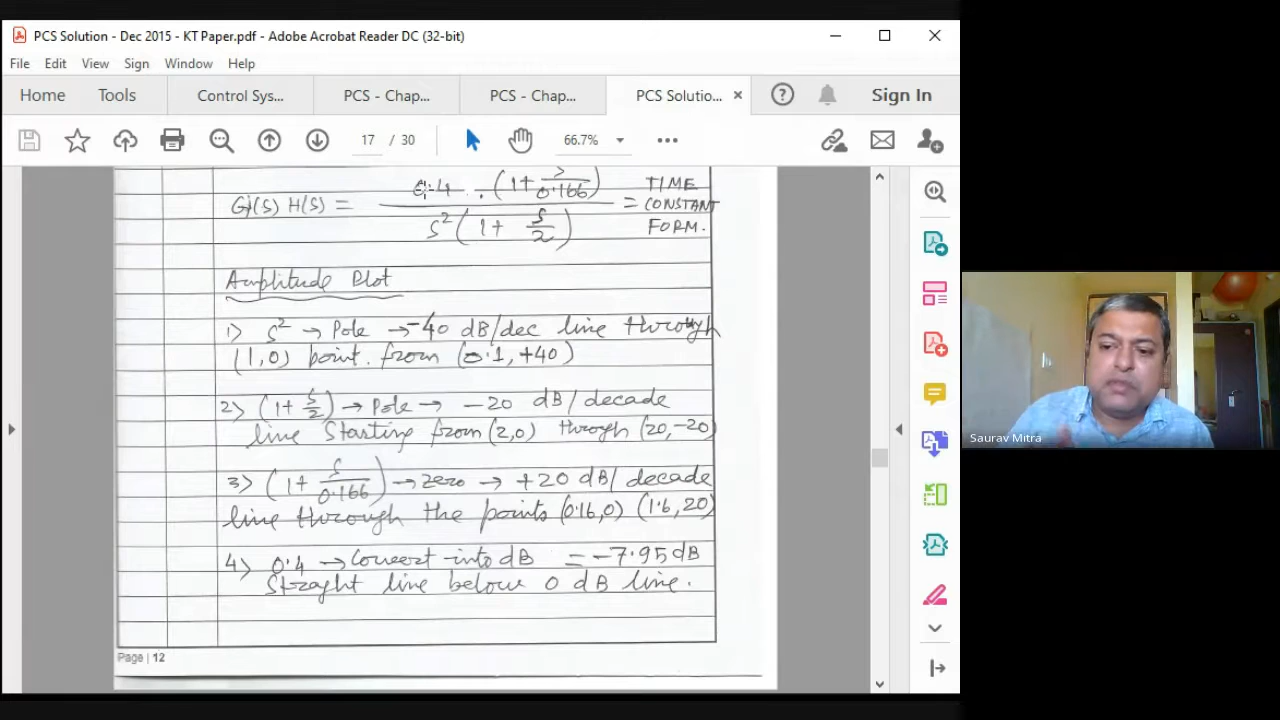 PCS Solution - Dec 2015 - KT Paper.pdf - Adobe Acrobat Reader DC (32-bit)
File Edit View Sign Window Help
Home Tools Control Sys... PCS - Chap... PCS - Chap... PCS Solutio... × Sign In
17 / 30 66.7%
0.4 . (1+ s/0.166) TIME
G(s) H(s) = = CONSTANT
s² (1 + s/2) FORM.
Amplitude Plot
1) s² → Pole → -40 dB/dec line through
(1,0) point. from (0.1, +40)
2) (1+ s/2) → Pole → -20 dB/decade
line starting from (2,0) through (20,-20)
3) (1+ s/0.166) → zero → +20 dB/decade
line through the points (0.16,0) (1.6, 20)
4) 0.4 → Convert into dB = -7.95 dB
Straght line below 0 dB line.
Page | 12
Saurav Mitra